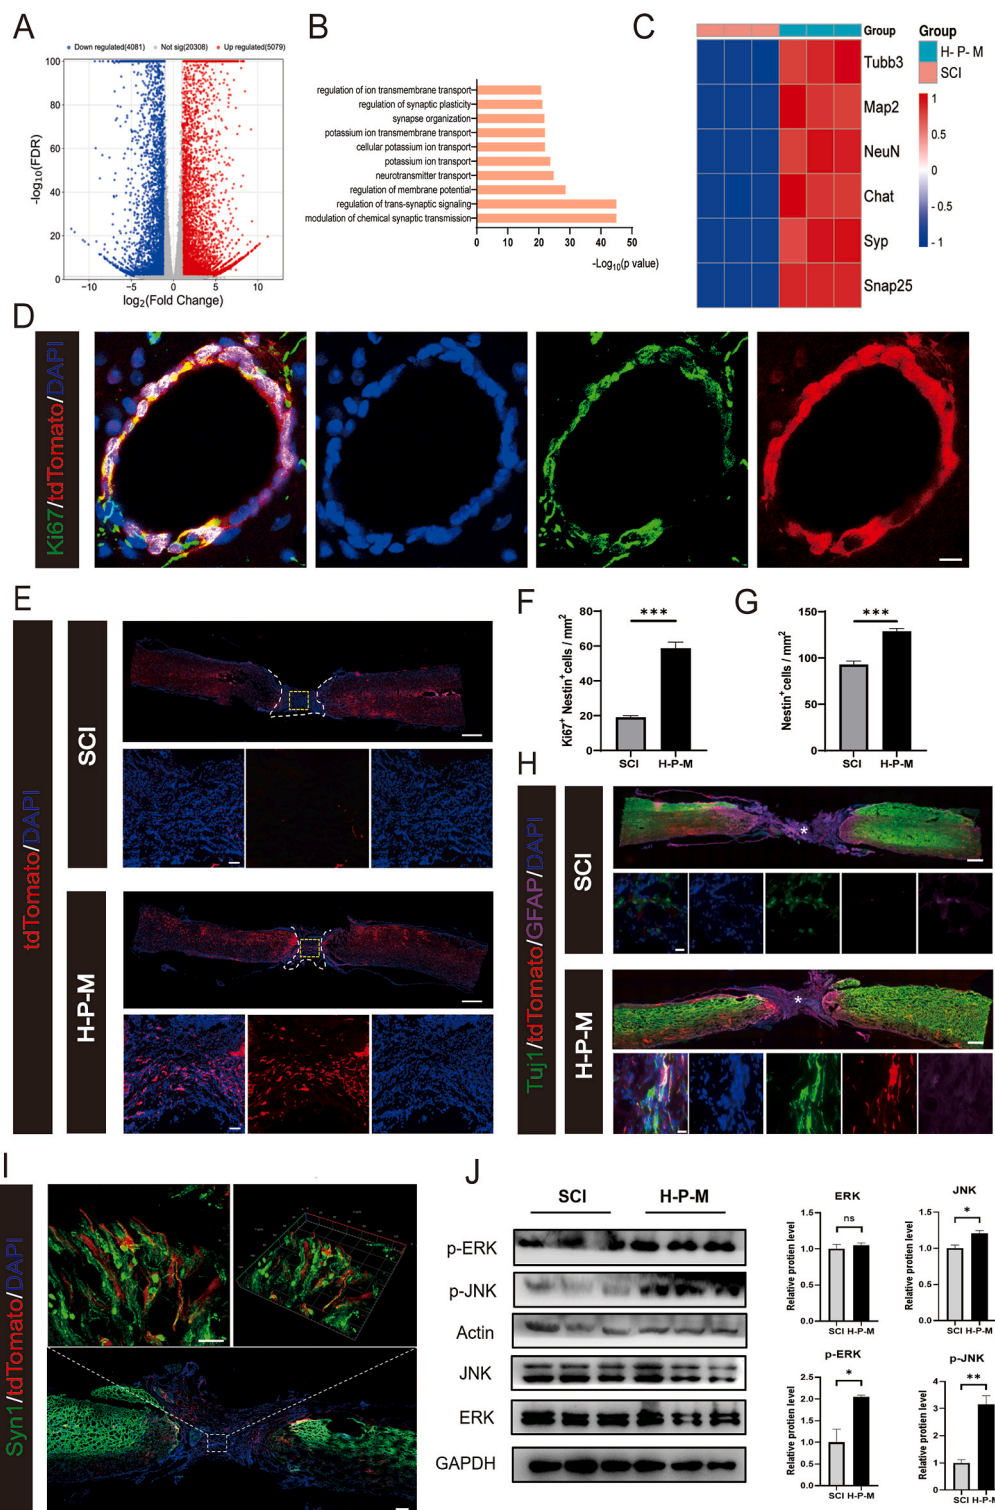 A
Down regulated(4081)
Not sig(20308)
Up regulated(5079)
100
80
60
40
20
0
-log10(FDR)
−10
−5
0
5
10
log2(Fold Change)
B
regulation of ion transmembrane transport
regulation of synaptic plasticity
synapse organization
potassium ion transmembrane transport
cellular potassium ion transport
potassium ion transport
neurotransmitter transport
regulation of membrane potential
regulation of trans-synaptic signaling
modulation of chemical synaptic transmission
0 10 20 30 40 50
-Log10(p value)
C
Group
Tubb3
Map2
NeuN
Chat
Syp
Snap25
Group
H- P- M
SCI
1
0.5
0
- 0.5
- 1
D
Ki67/tdTomato/DAPI
E
tdTomato/DAPI
SCI
H-P-M
F
Ki67+ Nestin+ cells / mm2
80
60
40
20
0
***
SCI H-P-M
G
Nestin+ cells / mm2
150
100
50
0
***
SCI H-P-M
H
Tuj1/tdTomato/GFAP/DAPI
SCI
*
H-P-M
*
I
Syn1/tdTomato/DAPI
J
SCI H-P-M
p-ERK
p-JNK
Actin
JNK
ERK
GAPDH
ERK
Relative protien level
1.5
1.0
0.5
0.0
ns
SCI H-P-M
JNK
Relative protien level
1.5
1.0
0.5
0.0
*
SCI H-P-M
p-ERK
Relative protien level
2.5
2.0
1.5
1.0
0.5
0.0
*
SCI H-P-M
p-JNK
Relative protien level
4
3
2
1
0
**
SCI H-P-M